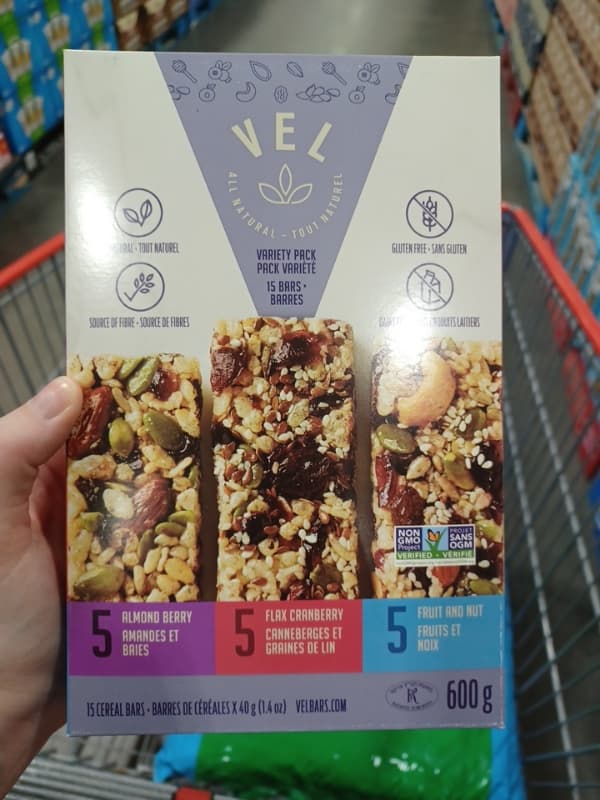 VEL
ALL NATURAL - TOUT NATUREL
VARIETY PACK
PACK VARIÉTÉ
15 BARS •
BARRES
• TOUT NATUREL
SOURCE OF FIBRE • SOURCE DE FIBRES
GLUTEN FREE • SANS GLUTEN
LAITIERS
NON
GMO
Project
PROJET
SANS
OGM
VERIFIED • VÉRIFIÉ
5 ALMOND BERRY
AMANDES ET
BAIES
5 FLAX CRANBERRY
CANNEBERGES ET
GRAINES DE LIN
5 FRUIT AND NUT
FRUITS ET
NOIX
15 CEREAL BARS • BARRES DE CÉRÉALES X 40 g (1.4 oz) VELBARS.COM
600 g